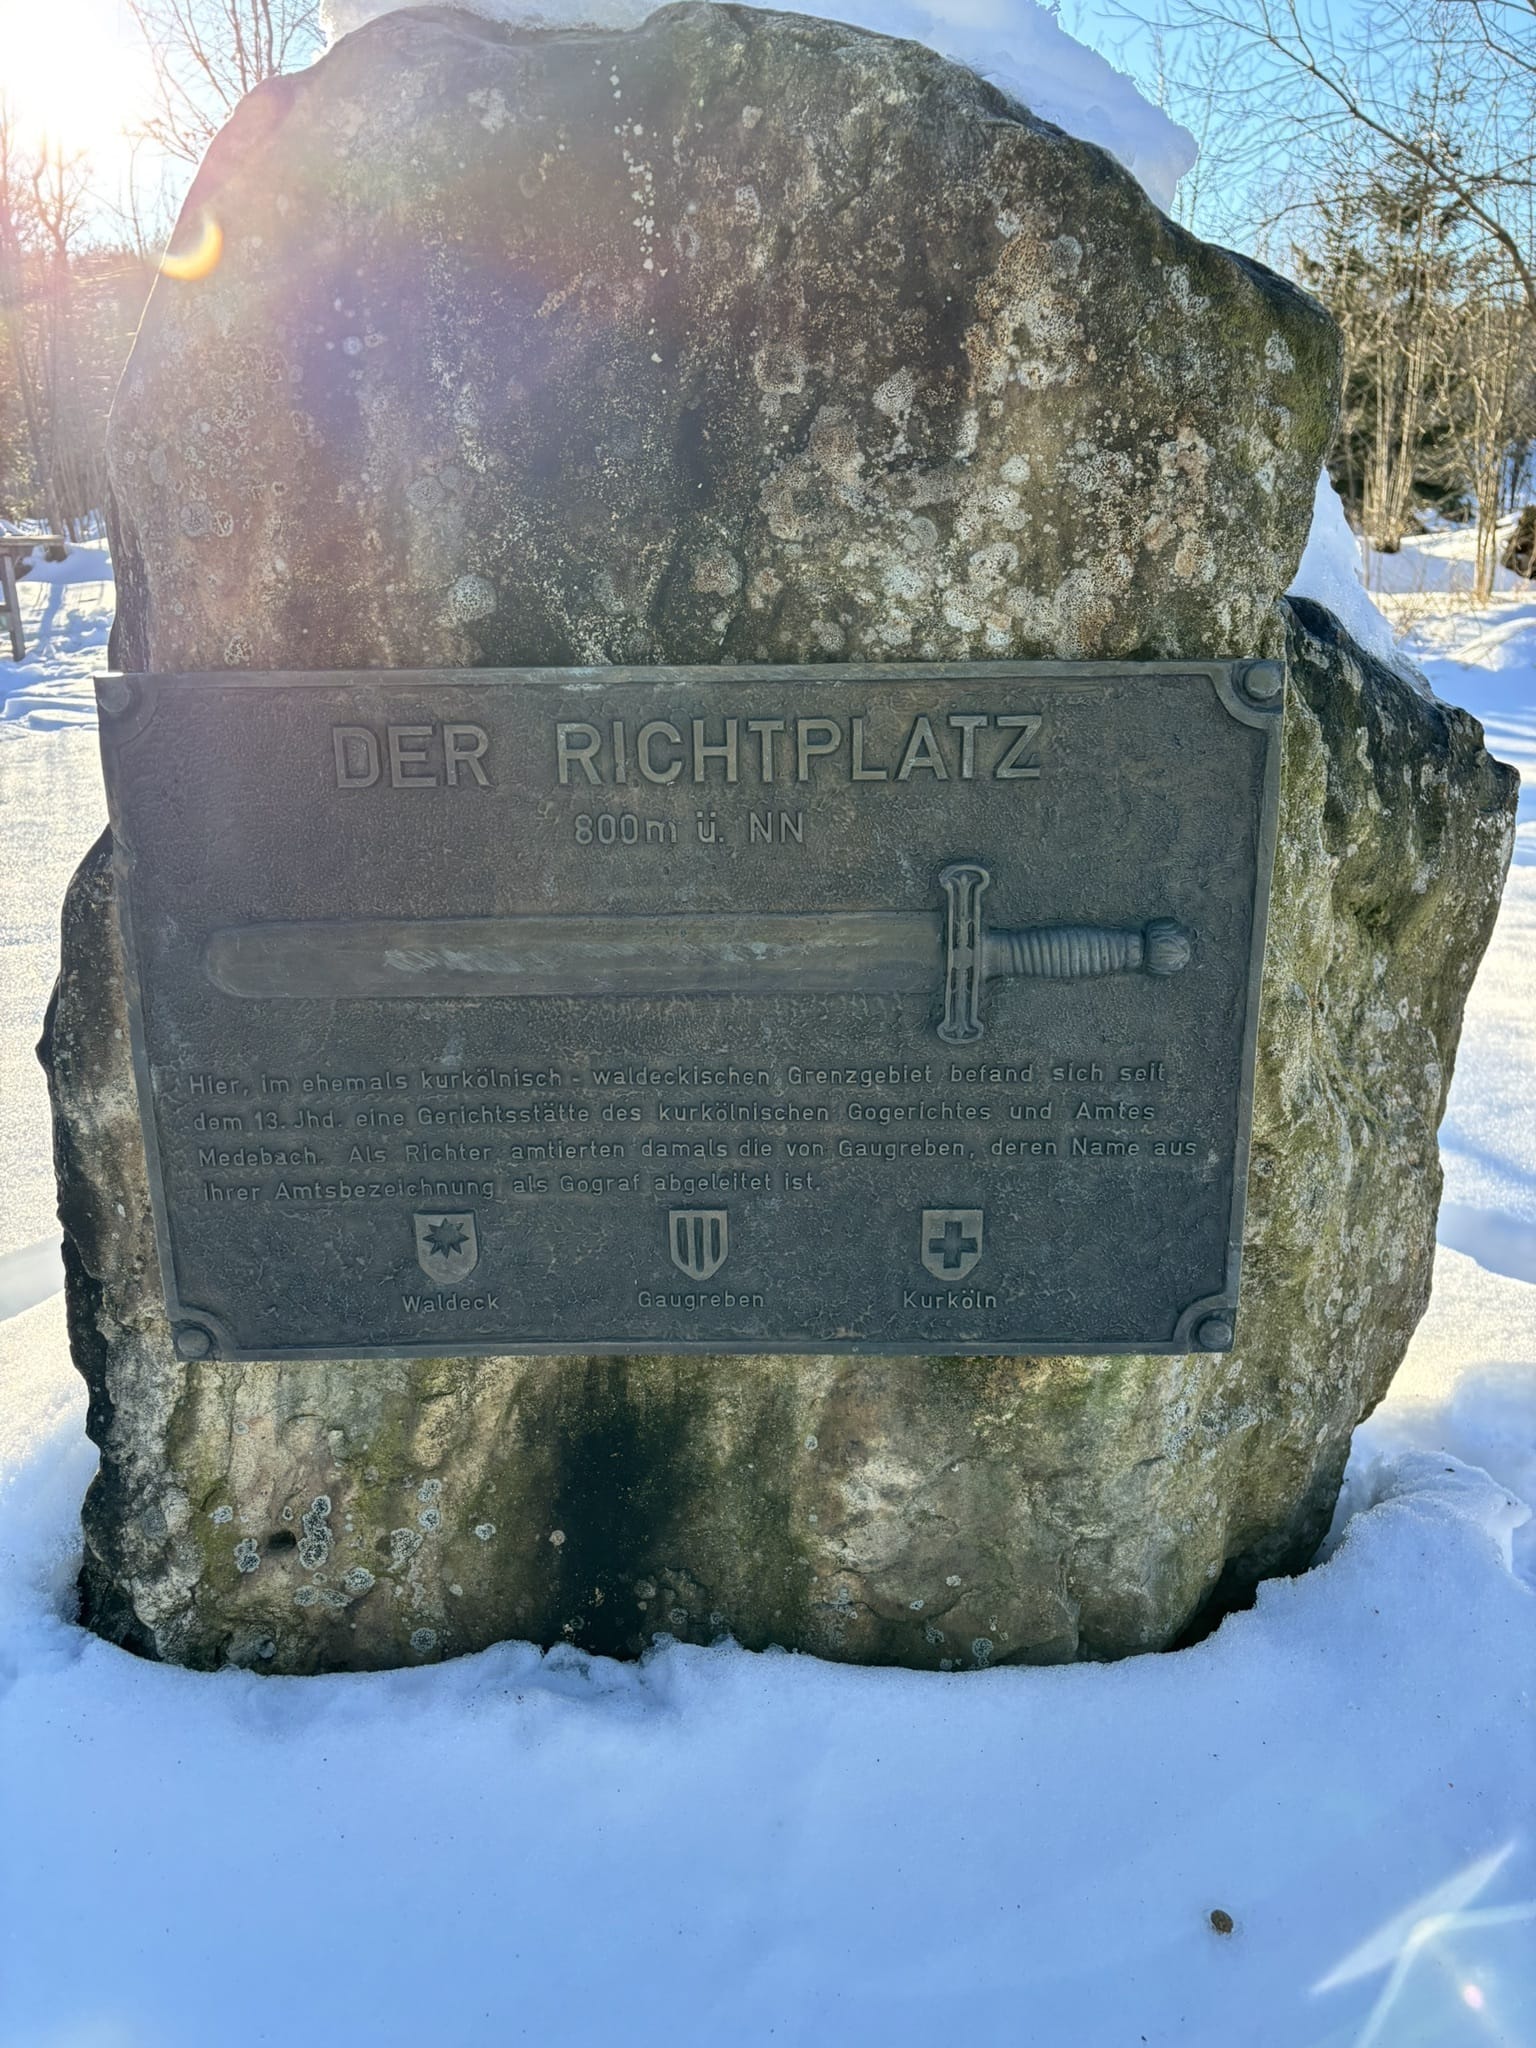 DER RICHTPLATZ
800m ü. NN
Hier, im ehemals kurkölnisch - waldeckischen Grenzgebiet befand sich seit
dem 13. Jhd. eine Gerichtsstätte des kurkölnischen Gogerichtes und Amtes
Medebach. Als Richter amtierten damals die von Gaugreben, deren Name aus
ihrer Amtsbezeichnung als Gograf abgeleitet ist.
Waldeck Gaugreben Kurköln